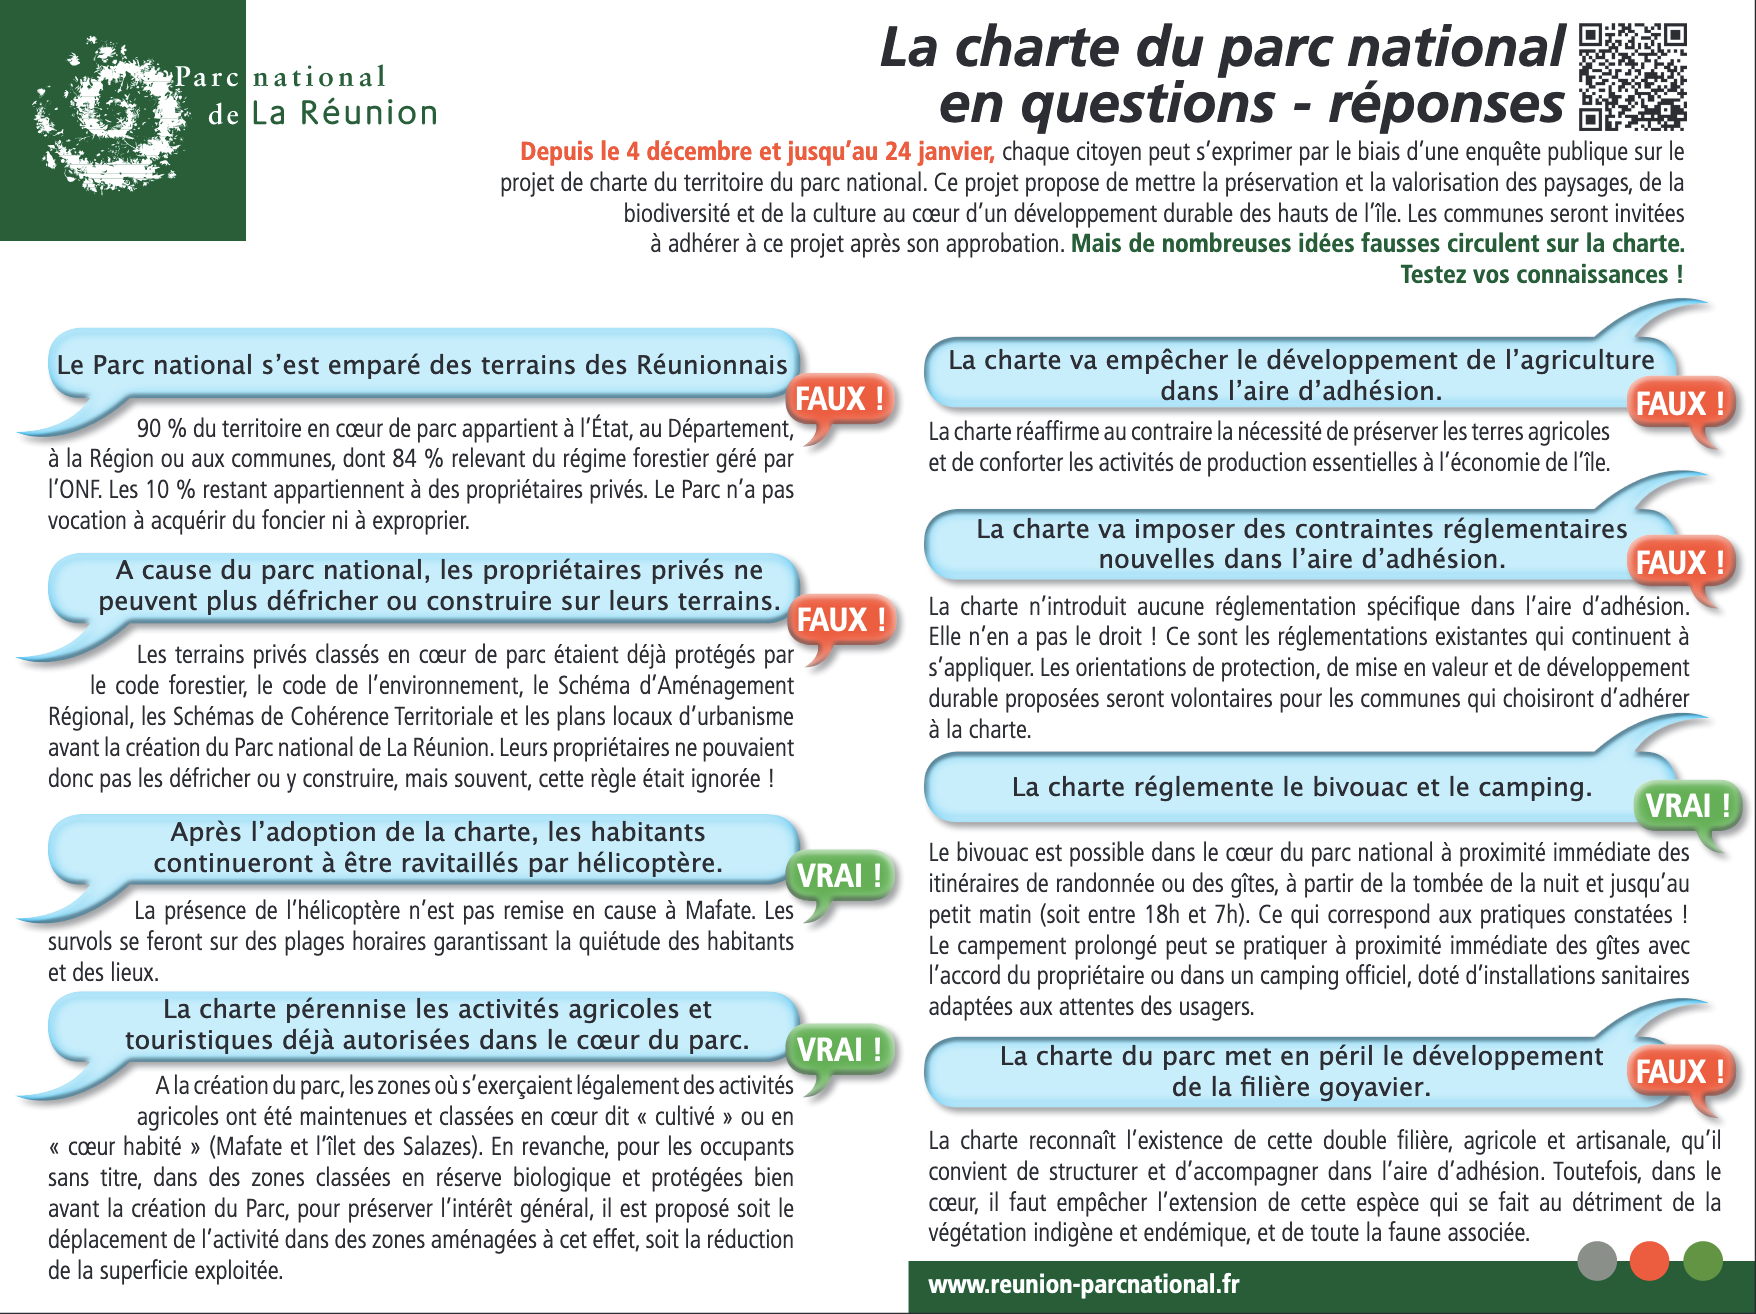 Parc national
de La Réunion
La charte du parc national
en questions - réponses
Depuis le 4 décembre et jusqu’au 24 janvier, chaque citoyen peut s’exprimer par le biais d’une enquête publique sur le
projet de charte du territoire du parc national. Ce projet propose de mettre la préservation et la valorisation des paysages, de la
biodiversité et de la culture au cœur d’un développement durable des hauts de l’île. Les communes seront invitées
à adhérer à ce projet après son approbation. Mais de nombreuses idées fausses circulent sur la charte.
Testez vos connaissances !
Le Parc national s’est emparé des terrains des Réunionnais
FAUX !
90 % du territoire en cœur de parc appartient à l’État, au Département,
à la Région ou aux communes, dont 84 % relevant du régime forestier géré par
l’ONF. Les 10 % restant appartiennent à des propriétaires privés. Le Parc n’a pas
vocation à acquérir du foncier ni à exproprier.
A cause du parc national, les propriétaires privés ne
peuvent plus défricher ou construire sur leurs terrains.
FAUX !
Les terrains privés classés en cœur de parc étaient déjà protégés par
le code forestier, le code de l’environnement, le Schéma d’Aménagement
Régional, les Schémas de Cohérence Territoriale et les plans locaux d’urbanisme
avant la création du Parc national de La Réunion. Leurs propriétaires ne pouvaient
donc pas les défricher ou y construire, mais souvent, cette règle était ignorée !
Après l’adoption de la charte, les habitants
continueront à être ravitaillés par hélicoptère.
VRAI !
La présence de l’hélicoptère n’est pas remise en cause à Mafate. Les
survols se feront sur des plages horaires garantissant la quiétude des habitants
et des lieux.
La charte pérennise les activités agricoles et
touristiques déjà autorisées dans le cœur du parc.
VRAI !
A la création du parc, les zones où s’exerçaient légalement des activités
agricoles ont été maintenues et classées en cœur dit « cultivé » ou en
« cœur habité » (Mafate et l’îlet des Salazes). En revanche, pour les occupants
sans titre, dans des zones classées en réserve biologique et protégées bien
avant la création du Parc, pour préserver l’intérêt général, il est proposé soit le
déplacement de l’activité dans des zones aménagées à cet effet, soit la réduction
de la superficie exploitée.
La charte va empêcher le développement de l’agriculture
dans l’aire d’adhésion.
FAUX !
La charte réaffirme au contraire la nécessité de préserver les terres agricoles
et de conforter les activités de production essentielles à l’économie de l’île.
La charte va imposer des contraintes réglementaires
nouvelles dans l’aire d’adhésion.
FAUX !
La charte n’introduit aucune réglementation spécifique dans l’aire d’adhésion.
Elle n’en a pas le droit ! Ce sont les réglementations existantes qui continuent à
s’appliquer. Les orientations de protection, de mise en valeur et de développement
durable proposées seront volontaires pour les communes qui choisiront d’adhérer
à la charte.
La charte réglemente le bivouac et le camping.
VRAI !
Le bivouac est possible dans le cœur du parc national à proximité immédiate des
itinéraires de randonnée ou des gîtes, à partir de la tombée de la nuit et jusqu’au
petit matin (soit entre 18h et 7h). Ce qui correspond aux pratiques constatées !
Le campement prolongé peut se pratiquer à proximité immédiate des gîtes avec
l’accord du propriétaire ou dans un camping officiel, doté d’installations sanitaires
adaptées aux attentes des usagers.
La charte du parc met en péril le développement
de la filière goyavier.
FAUX !
La charte reconnaît l’existence de cette double filière, agricole et artisanale, qu’il
convient de structurer et d’accompagner dans l’aire d’adhésion. Toutefois, dans le
cœur, il faut empêcher l’extension de cette espèce qui se fait au détriment de la
végétation indigène et endémique, et de toute la faune associée.
www.reunion-parcnational.fr